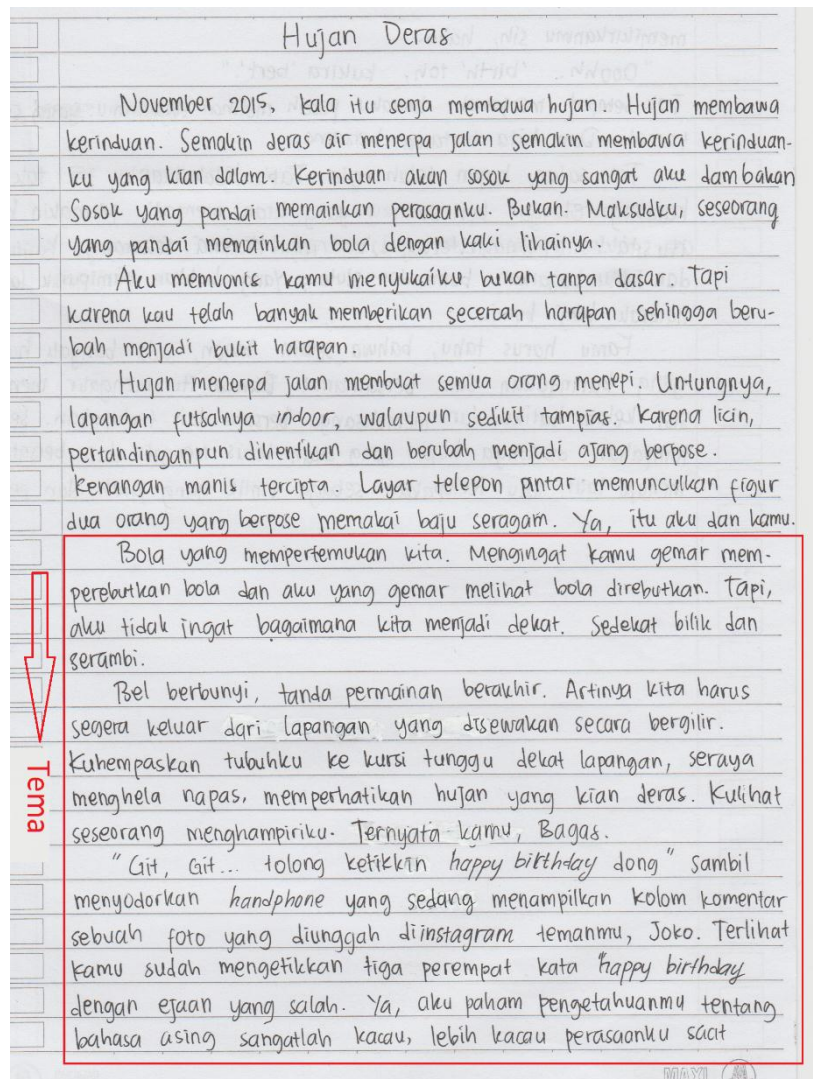 Hujan Deras
November 2015, kala itu senja membawa hujan. Hujan membawa
kerinduan. Semakin deras air menerpa jalan semakin membawa kerinduan-
ku yang kian dalam. Kerinduan akan sosok yang sangat aku dambakan
Sosok yang pandai memainkan perasaanku. Bukan. Maksudku, seseorang
yang pandai memainkan bola dengan kaki lihainya.
Aku memvonis kamu menyukaiku bukan tanpa dasar Tapi
karena kau telah banyak memberikan secercah harapan sehingga beru-
bah menjadi bukit harapan.
Hujan menerpa jalan membuat semua orang menepi. Untungnya,
lapangan futsalnya indoor, walaupun sedikit tampias. Karena licin,
pertandinganpun dihentikan dan berubah menjadi ajang berpose.
Kenangan manis tercipta. Layar telepon pintar memunculkan figur
dua orang yang berpose memakai baju seragam. Ya, itu aku dan kamu.
Bola yang mempertemukan kita. Mengingat kamu gemar mem-
perebutkan bola dan aku yang gemar melihat bola direbutkan. Tapi,
aku tidak ingat bagaimana kita menjadi dekat. Sedekat bilik dan
serambi.
Bel berbunyi, tanda permainan berakhir. Artinya kita harus
segera keluar dari lapangan yang disewakan secara bergilir.
Kuhempaskan tubuhku ke kursi tunggu dekat lapangan, seraya
menghela napas, memperhatikan hujan yang kian deras. Kulihat
seseorang menghampiriku. Ternyata kamu, Bagas.
"Git, Git... tolong ketikkin happy birthday dong" sambil
menyodorkan handphone yang sedang menampilkan kolom komentar
sebuah foto yang diunggah diinstagram temanmu, Joko. Terlihat
kamu sudah mengetikkan tiga perempat kata happy birthday
dengan ejaan yang salah. Ya, aku paham pengetahuanmu tentang
bahasa asing sangatlah kacau, lebih kacau perasaanku saat
Tema